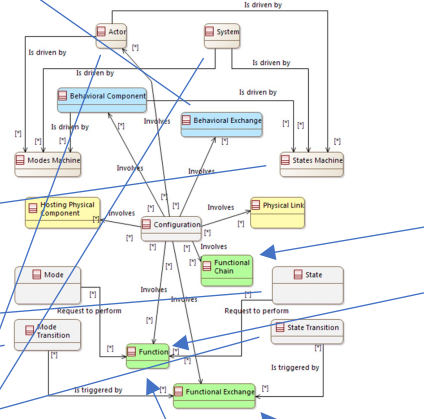 Is driven by
Actor
System
[*]
Is driven by
Is driven by
Is driven by
Behavioral Component
Is driven by
Is driven by
[*]
Involves
Behavioral Exchange
[*]
[*]
[*]
[*]
[*]
[*]
[*]
[*]
Modes Machine
States Machine
Involves
Involves
Hosting Physical
Component
[*]
Involves
[*]
[*]
[*]
Involves
[*]
Physical Link
Configuration
[*]
[*]
[*]
[*]
[*]
Involves
[*]
Functional
Chain
Mode
State
Involves
Involves
Request to perform
Request to perform
Mode
Transition
State Transition
[*]
[*]
Function
[*]
[*]
[*]
Is triggered by
Is triggered by
[*]
[*]
Functional Exchange
[*]